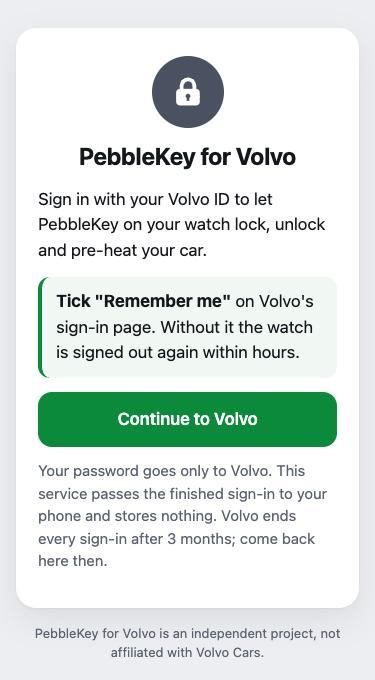 PebbleKey for Volvo
Sign in with your Volvo ID to let
PebbleKey on your watch lock, unlock
and pre-heat your car.
Tick "Remember me" on Volvo's
sign-in page. Without it the watch
is signed out again within hours.
Continue to Volvo
Your password goes only to Volvo. This
service passes the finished sign-in to your
phone and stores nothing. Volvo ends
every sign-in after 3 months; come back
here then.
PebbleKey for Volvo is an independent project, not
affiliated with Volvo Cars.